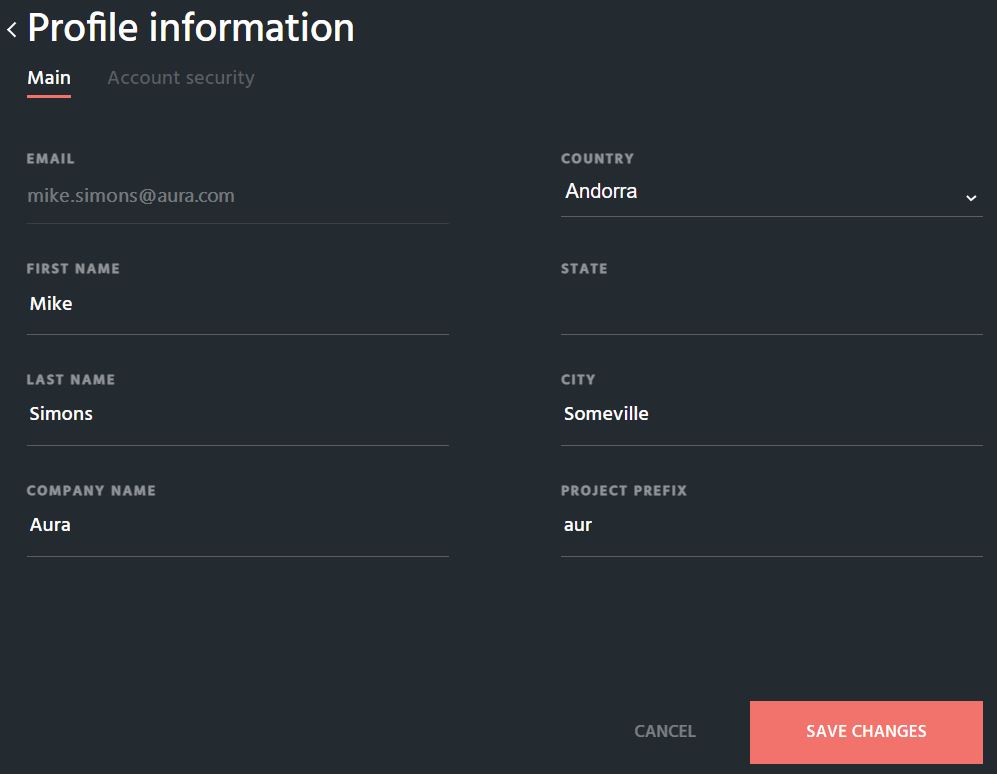 Profile information
Main Account security
EMAIL
mike.simons@aura.com
COUNTRY
Andorra
FIRST NAME
Mike
STATE
LAST NAME
Simons
CITY
Someville
COMPANY NAME
Aura
PROJECT PREFIX
aur
CANCEL SAVE CHANGES